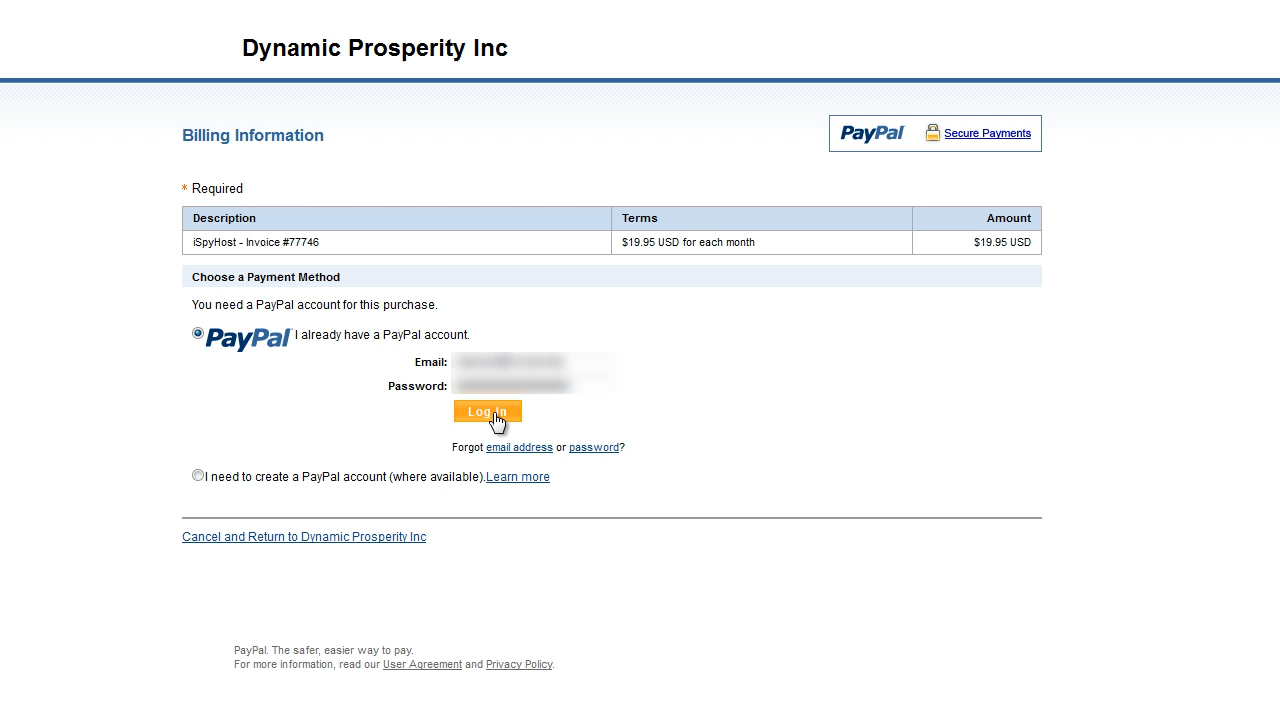 Dynamic Prosperity Inc
Billing Information
PayPal Secure Payments
* Required
Description Terms Amount
iSpyHost - Invoice #77746 $19.95 USD for each month $19.95 USD
Choose a Payment Method
You need a PayPal account for this purchase.
PayPal I already have a PayPal account.
Email:
Password:
Log In
Forgot email address or password?
I need to create a PayPal account (where available).Learn more
Cancel and Return to Dynamic Prosperity Inc
PayPal. The safer, easier way to pay.
For more information, read our User Agreement and Privacy Policy.